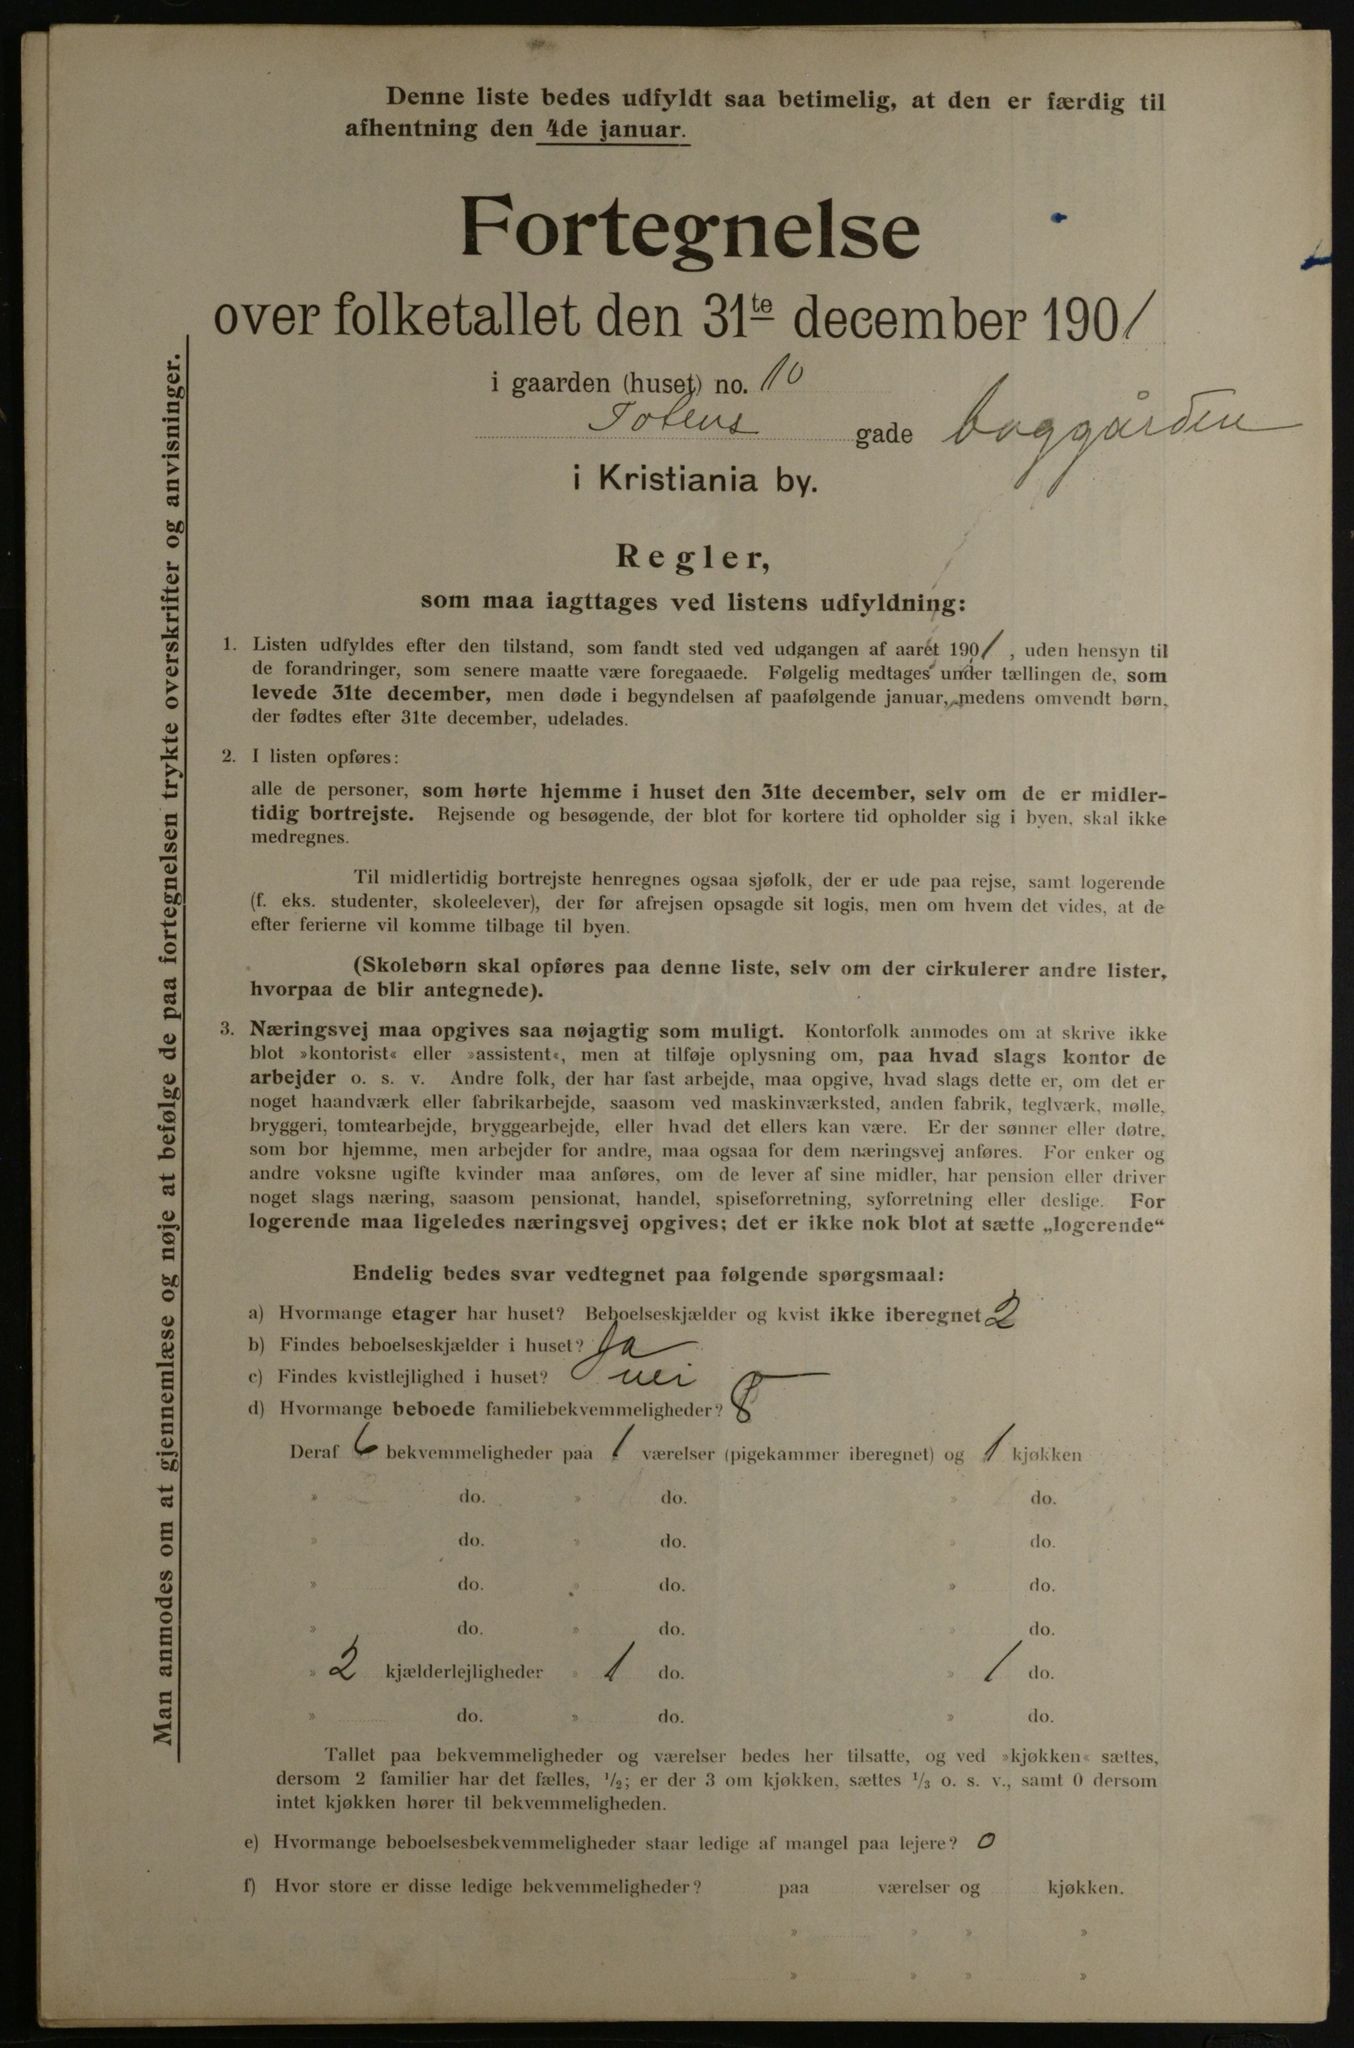 Denne liste bedes udfyldt saa betimelig, at den er færdig til
afhentning den 4de januar.
Fortegnelse
over folketallet den 31te december 1901
i gaarden (huset) no. 10
Totens gade Baggården
i Kristiania by.
Regler,
som maa iagttages ved listens udfyldning:
1. Listen udfyldes efter den tilstand, som fandt sted ved udgangen af aaret 1901, uden hensyn til
de forandringer, som senere maatte være foregaaede. Følgelig medtages under tællingen de, som
levede 31te december, men døde i begyndelsen af paafølgende januar, medens omvendt børn,
der fødtes efter 31te december, udelades.
2. I listen opføres:
alle de personer, som hørte hjemme i huset den 31te december, selv om de er midler-
tidig bortrejste. Rejsende og besøgende, der blot for kortere tid opholder sig i byen, skal ikke
medregnes.
Til midlertidig bortrejste henregnes ogsaa sjøfolk, der er ude paa rejse, samt logerende
(f. eks. studenter, skoleelever), der før afrejsen opsagde sit logis, men om hvem det vides, at de
efter ferierne vil komme tilbage til byen.
(Skolebørn skal opføres paa denne liste, selv om der cirkulerer andre lister,
hvorpaa de blir antegnede).
3. Næringsvej maa opgives saa nøjagtig som muligt. Kontorfolk anmodes om at skrive ikke
blot »kontorist« eller »assistent«, men at tilføje oplysning om, paa hvad slags kontor de
arbejder o. s. v. Andre folk, der har fast arbejde, maa opgive, hvad slags dette er, om det er
noget haandværk eller fabrikarbejde, saasom ved maskinværksted, anden fabrik, teglværk, mølle,
bryggeri, tomtearbejde, bryggearbejde, eller hvad det ellers kan være. Er der sønner eller døtre,
som bor hjemme, men arbejder for andre, maa ogsaa for dem næringsvej anføres. For enker og
andre voksne ugifte kvinder maa anføres, om de lever af sine midler, har pension eller driver
noget slags næring, saasom pensionat, handel, spiseforretning, syforretning eller deslige. For
logerende maa ligeledes næringsvej opgives; det er ikke nok blot at sætte „logerende“
Endelig bedes svar vedtegnet paa følgende spørgsmaal:
a) Hvormange etager har huset? Beboelseskjælder og kvist ikke iberegnet 2
b) Findes beboelseskjælder i huset? Ja
c) Findes kvistlejlighed i huset? nei
d) Hvormange beboede familiebekvemmeligheder? 8
Deraf 6 bekvemmeligheder paa 1 værelser (pigekammer iberegnet) og 1 kjøkken
» do. » do. » do.
» do. » do. » do.
» do. » do. » do.
» do. » do. » do.
» 2 kjælderlejligheder » 1 do. » 1 do.
» do. » do. » do.
Tallet paa bekvemmeligheder og værelser bedes her tilsatte, og ved »kjøkken« sættes,
dersom 2 familier har det fælles, 1/2; er der 3 om kjøkken, sættes 1/3 o. s. v., samt 0 dersom
intet kjøkken hører til bekvemmeligheden.
e) Hvormange beboelsesbekvemmeligheder staar ledige af mangel paa lejere? 0
f) Hvor store er disse ledige bekvemmeligheder? paa værelser og kjøkken.
» » » »
» » » »
Man anmodes om at gjennemlæse og nøje at befølge de paa fortegnelsen trykte overskrifter og anvisninger.